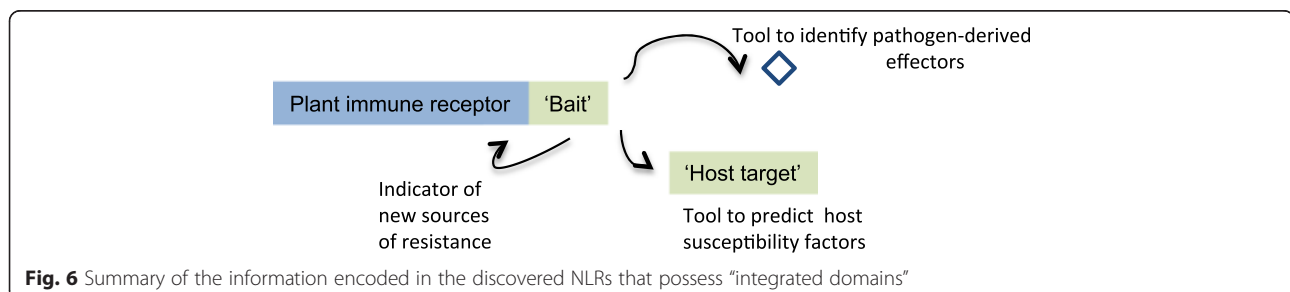 Tool to identify pathogen-derived
effectors
Plant immune receptor 'Bait'
'Host target'
Indicator of
new sources
of resistance
Tool to predict host
susceptibility factors
Fig. 6 Summary of the information encoded in the discovered NLRs that possess “integrated domains”